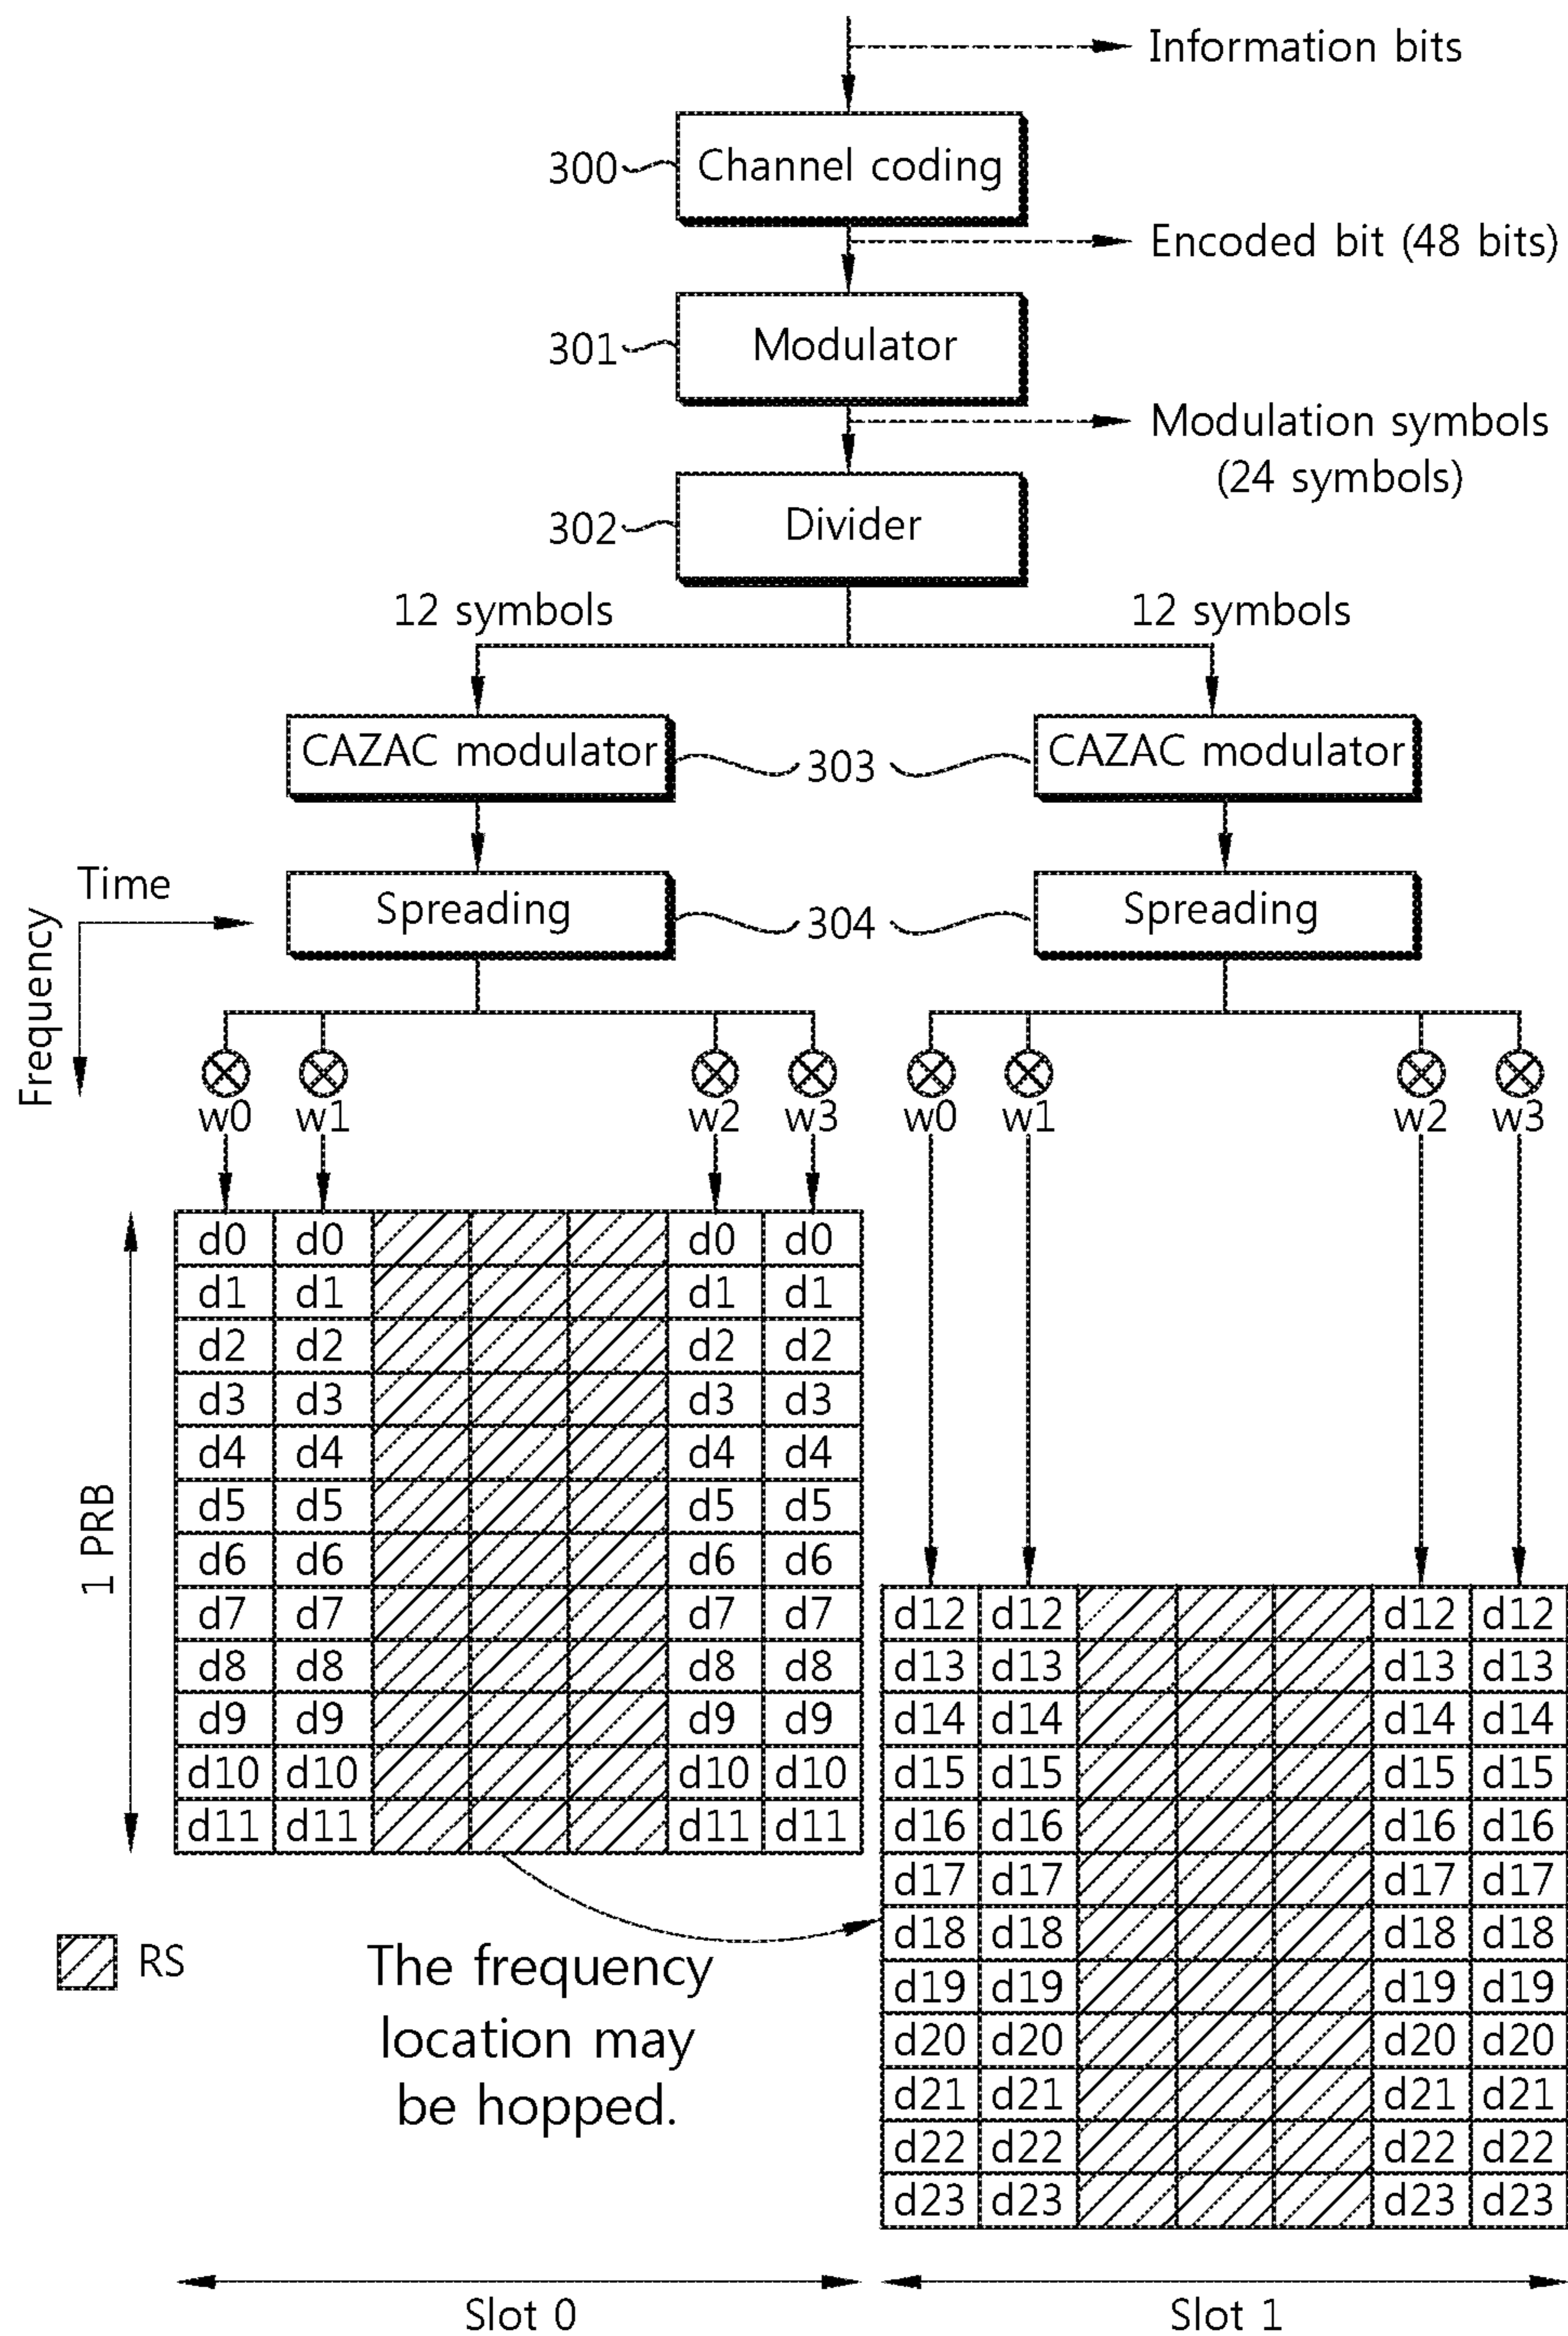 Information bits
300 Channel coding
Encoded bit (48 bits)
301 Modulator
Modulation symbols
(24 symbols)
302 Divider
12 symbols 12 symbols
CAZAC modulator 303 CAZAC modulator
Time
Spreading 304 Spreading
Frequency
w0 w1 w2 w3 w0 w1 w2 w3
1 PRB
d0 d0 d0 d0
d1 d1 d1 d1
d2 d2 d2 d2
d3 d3 d3 d3
d4 d4 d4 d4
d5 d5 d5 d5
d6 d6 d6 d6
d7 d7 d7 d7
d8 d8 d8 d8
d9 d9 d9 d9
d10 d10 d10 d10
d11 d11 d11 d11
d12 d12 d12 d12
d13 d13 d13 d13
d14 d14 d14 d14
d15 d15 d15 d15
d16 d16 d16 d16
d17 d17 d17 d17
d18 d18 d18 d18
d19 d19 d19 d19
d20 d20 d20 d20
d21 d21 d21 d21
d22 d22 d22 d22
d23 d23 d23 d23
RS
The frequency
location may
be hopped.
Slot 0 Slot 1